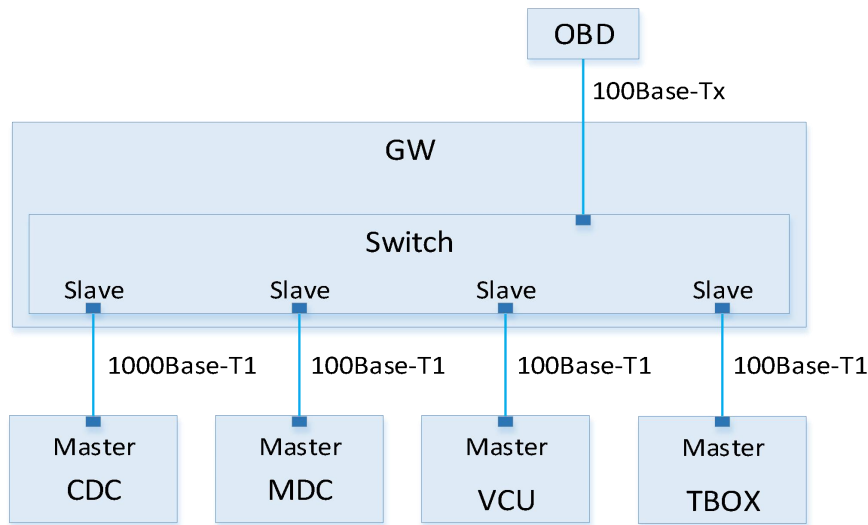 OBD
100Base-Tx
GW
Switch
Slave Slave Slave Slave
1000Base-T1 100Base-T1 100Base-T1 100Base-T1
Master Master Master Master
CDC MDC VCU TBOX